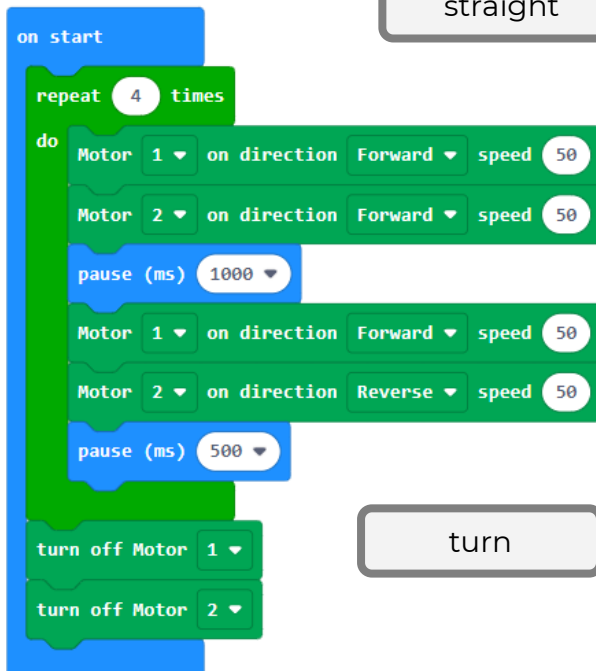 straight
on start
repeat 4 times
do
Motor 1 on direction Forward speed 50
Motor 2 on direction Forward speed 50
pause (ms) 1000
Motor 1 on direction Forward speed 50
Motor 2 on direction Reverse speed 50
pause (ms) 500
turn
turn off Motor 1
turn off Motor 2